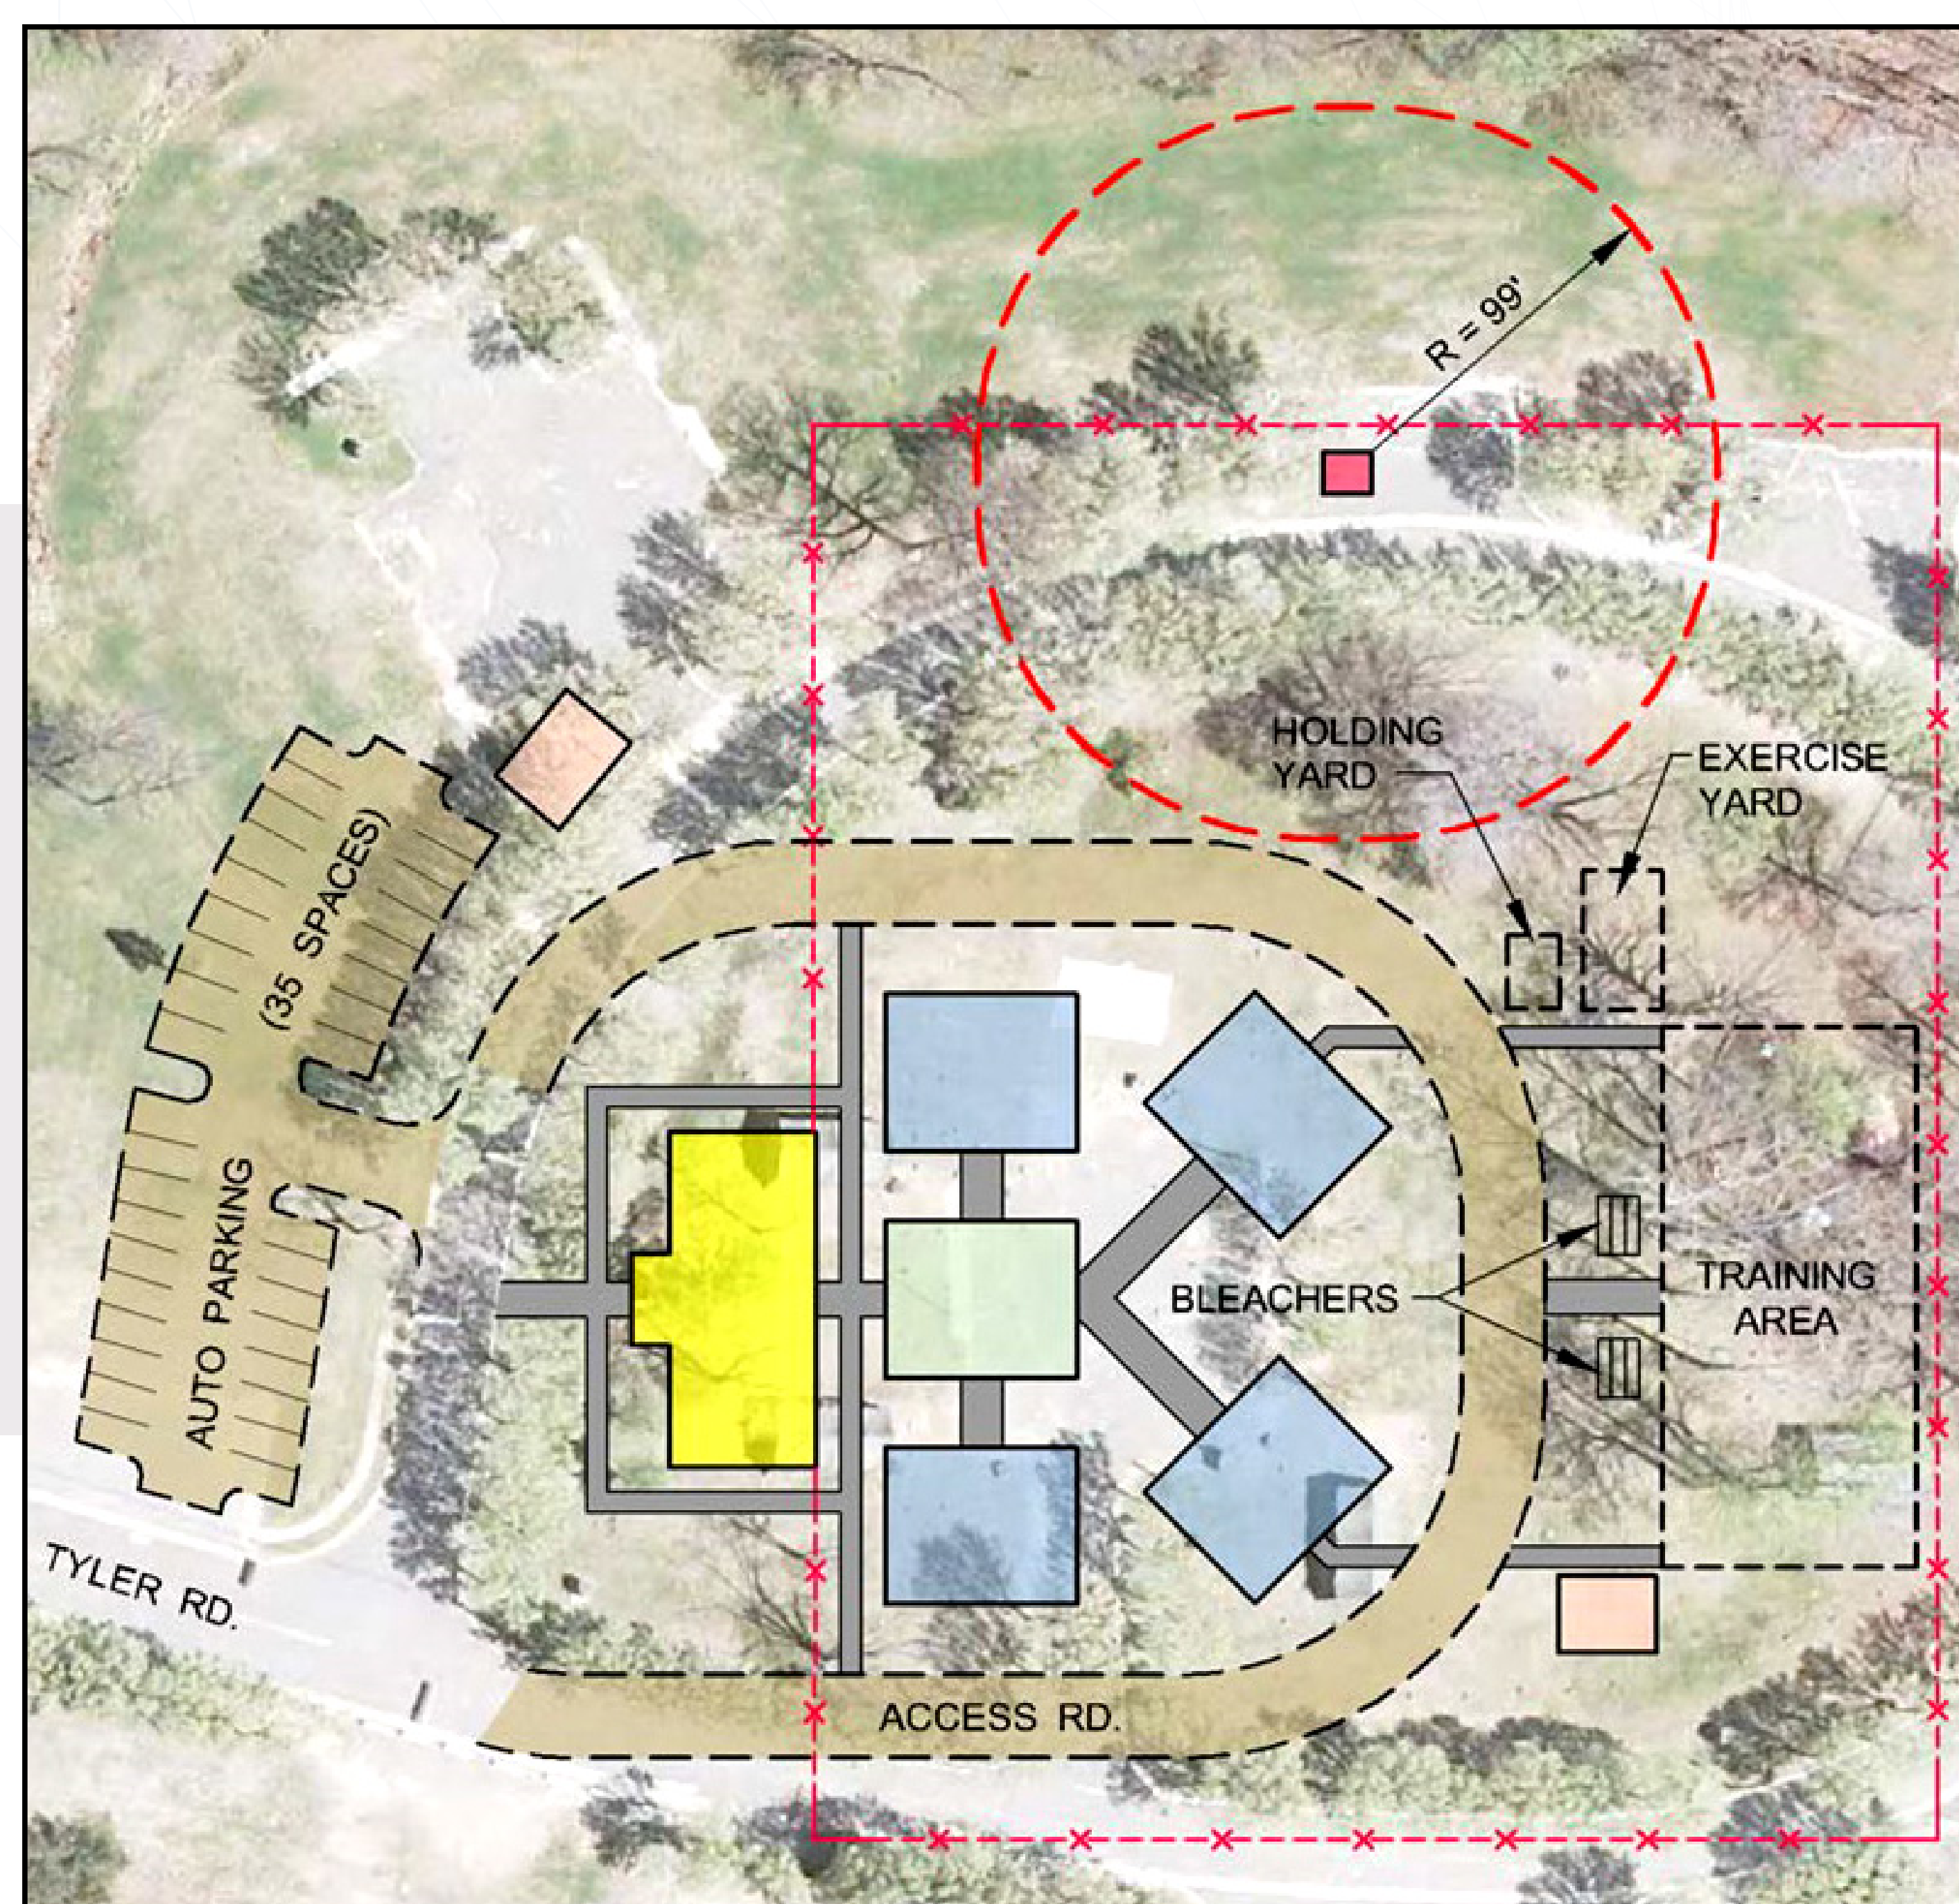 R = 99'
HOLDING
YARD
EXERCISE
YARD
(35 SPACES)
AUTO PARKING
BLEACHERS
TRAINING
AREA
TYLER RD.
ACCESS RD.